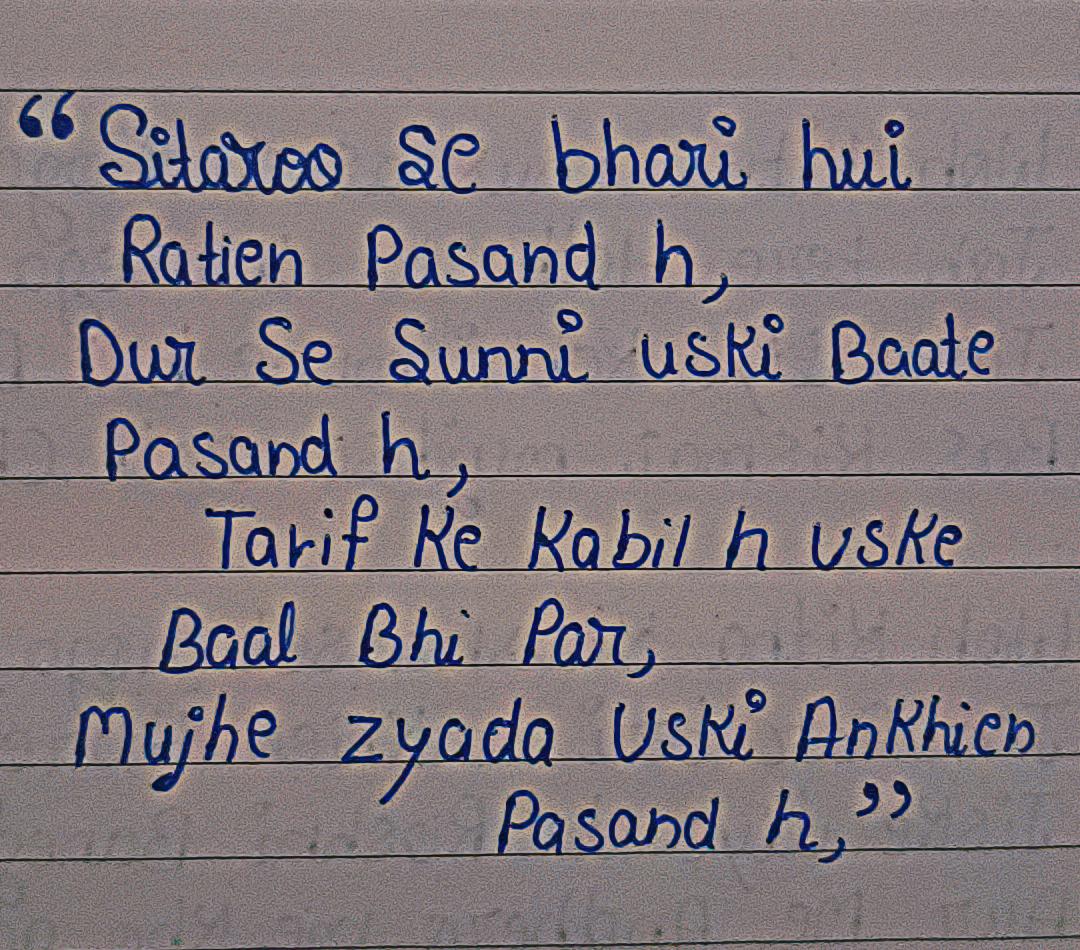 “Sitaroo se bhari hui
Ratien Pasand h,
Dur Se Sunni uski Baate
Pasand h,
Tarif Ke Kabil h uske
Baal Bhi Par,
Mujhe zyada Uski Ankhien
Pasand h,”